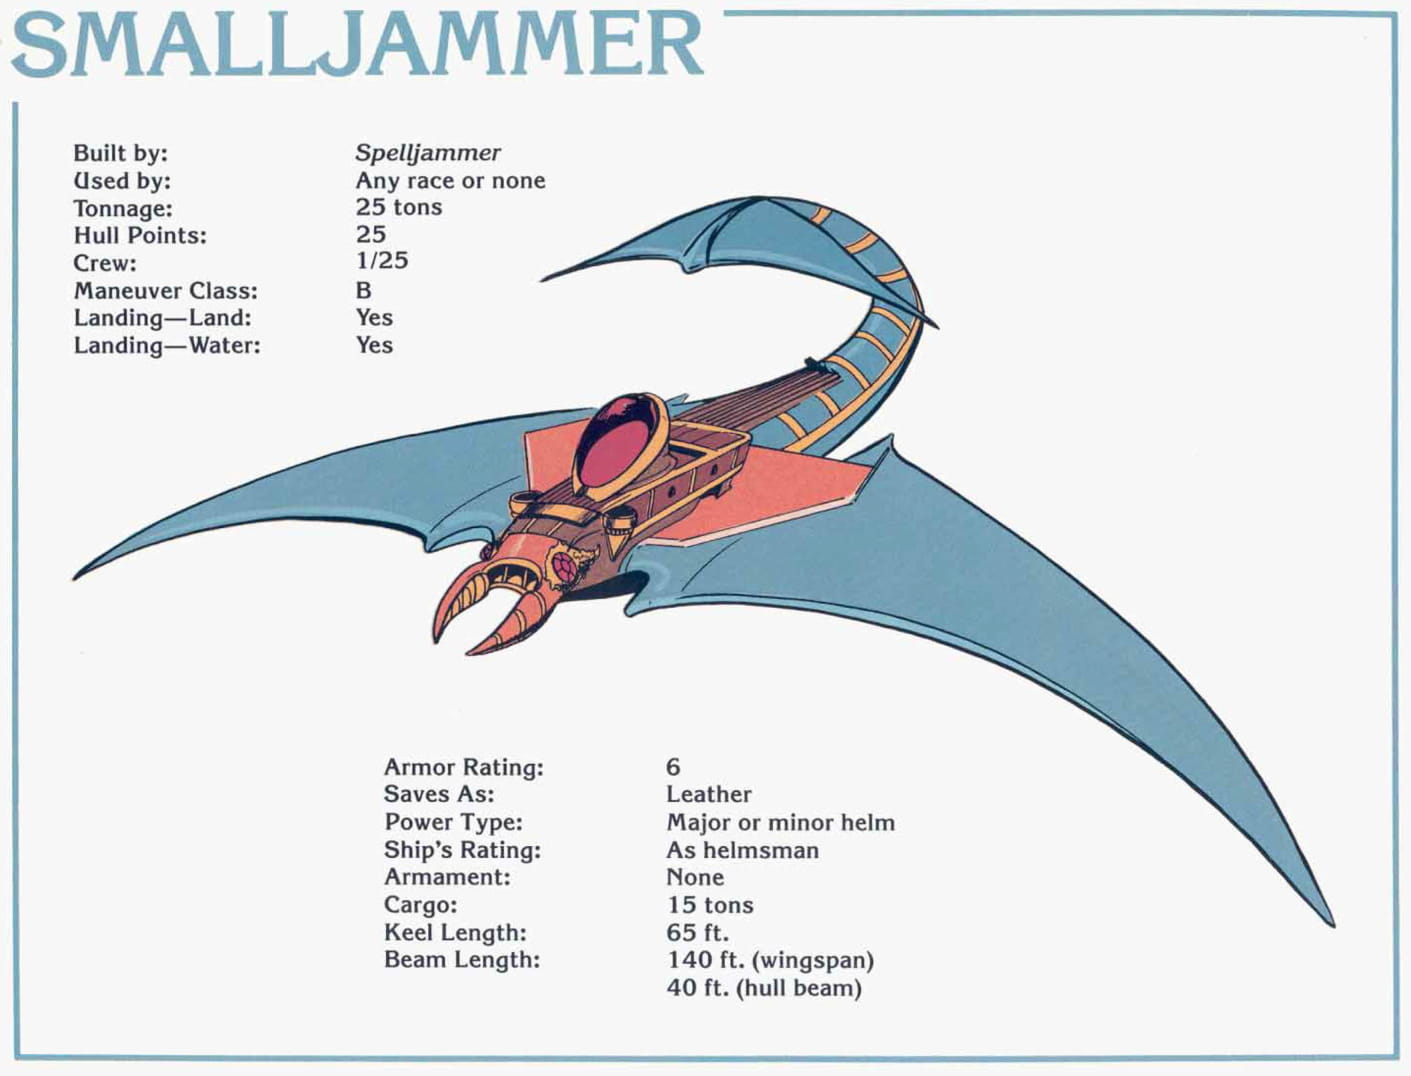 SMALLJAMMER
Built by: Spelljammer
Used by: Any race or none
Tonnage: 25 tons
Hull Points: 25
Crew: 1/25
Maneuver Class: B
Landing—Land: Yes
Landing—Water: Yes
Armor Rating: 6
Saves As: Leather
Power Type: Major or minor helm
Ship's Rating: As helmsman
Armament: None
Cargo: 15 tons
Keel Length: 65 ft.
Beam Length: 140 ft. (wingspan)
40 ft. (hull beam)